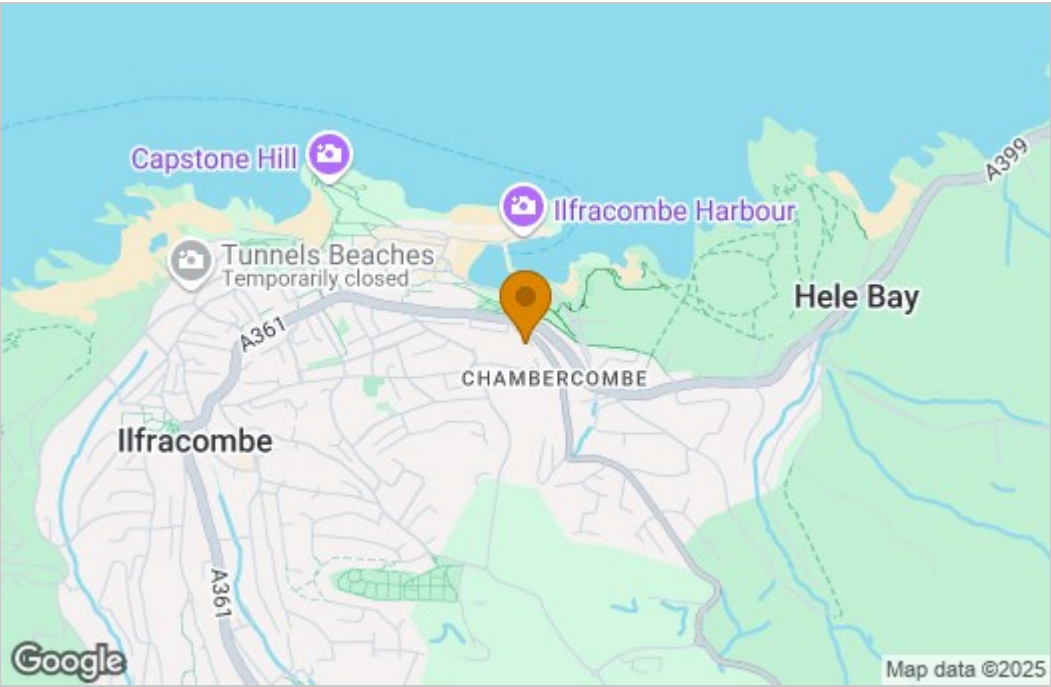 A399
Capstone Hill
Ilfracombe Harbour
Tunnels Beaches
Temporarily closed
Hele Bay
A361
CHAMBERCOMBE
Ilfracombe
A361
Google
Map data ©2025